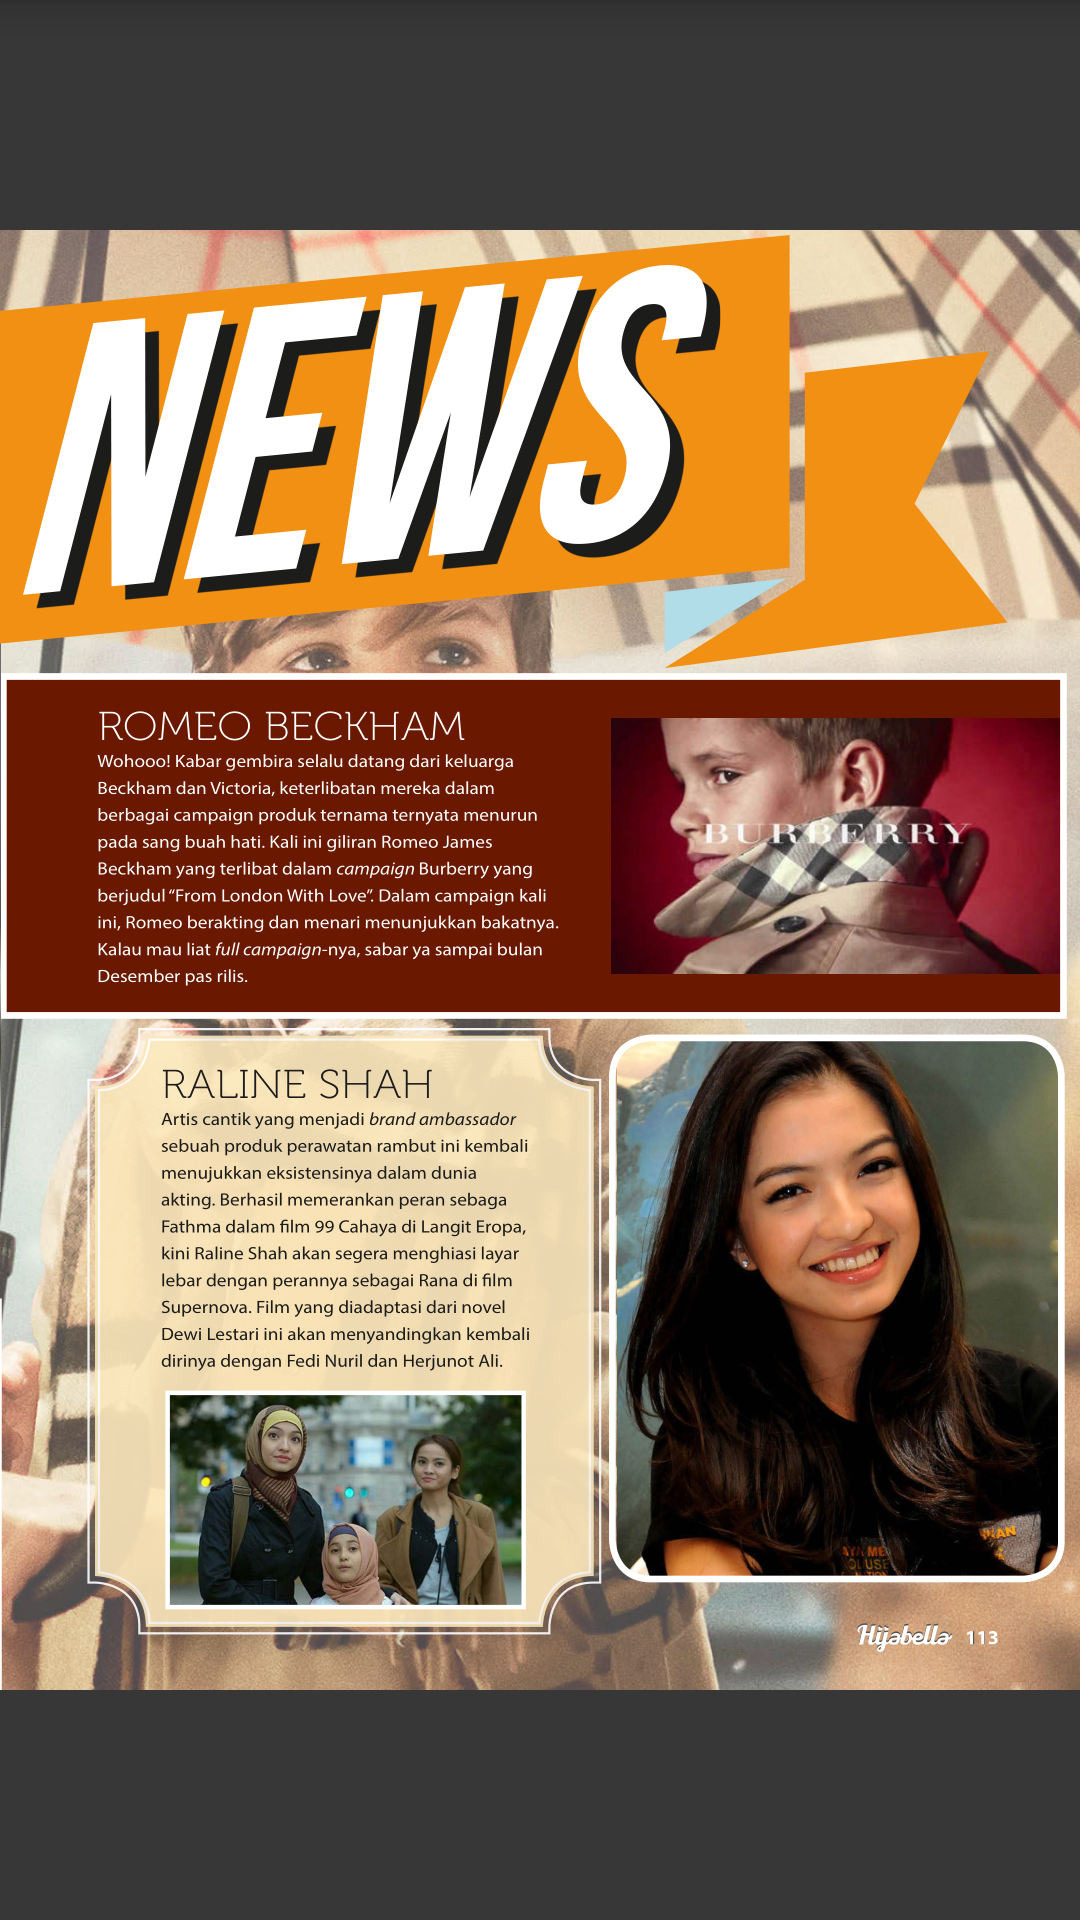 NEWS
ROMEO BECKHAM
Wohooo! Kabar gembira selalu datang dari keluarga
Beckham dan Victoria, keterlibatan mereka dalam
berbagai campaign produk ternama ternyata menurun
pada sang buah hati. Kali ini giliran Romeo James
Beckham yang terlibat dalam campaign Burberry yang
berjudul “From London With Love”. Dalam campaign kali
ini, Romeo berakting dan menari menunjukkan bakatnya.
Kalau mau liat full campaign-nya, sabar ya sampai bulan
Desember pas rilis.
BURBERRY
RALINE SHAH
Artis cantik yang menjadi brand ambassador
sebuah produk perawatan rambut ini kembali
menujukkan eksistensinya dalam dunia
akting. Berhasil memerankan peran sebaga
Fathma dalam film 99 Cahaya di Langit Eropa,
kini Raline Shah akan segera menghiasi layar
lebar dengan perannya sebagai Rana di film
Supernova. Film yang diadaptasi dari novel
Dewi Lestari ini akan menyandingkan kembali
dirinya dengan Fedi Nuril dan Herjunot Ali.
Hijabella 113